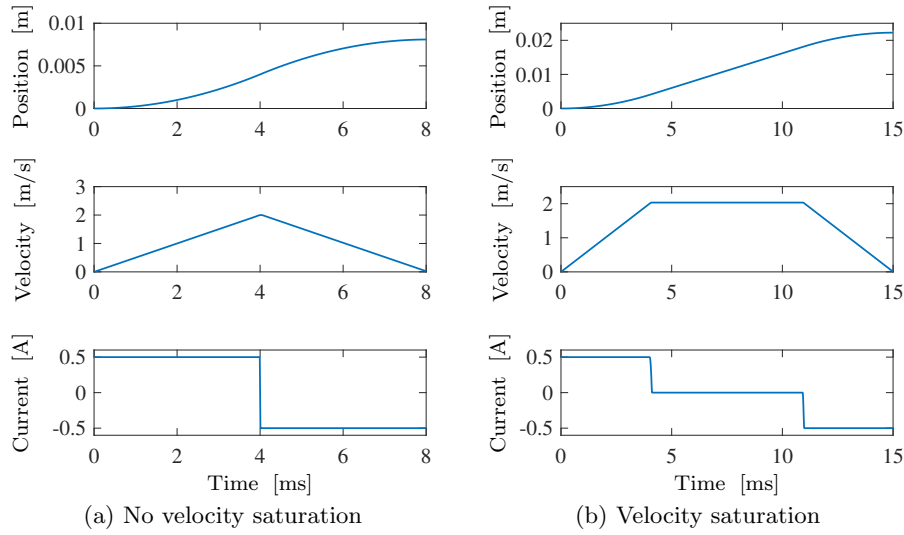 Position [m]
0.01
0.005
0
0 2 4 6 8
Velocity [m/s]
3
2
1
0
0 2 4 6 8
Current [A]
0.5
0
-0.5
0 2 4 6 8
Time [ms]
(a) No velocity saturation
Position [m]
0.02
0.01
0
0 5 10 15
Velocity [m/s]
2
1
0
0 5 10 15
Current [A]
0.5
0
-0.5
0 5 10 15
Time [ms]
(b) Velocity saturation